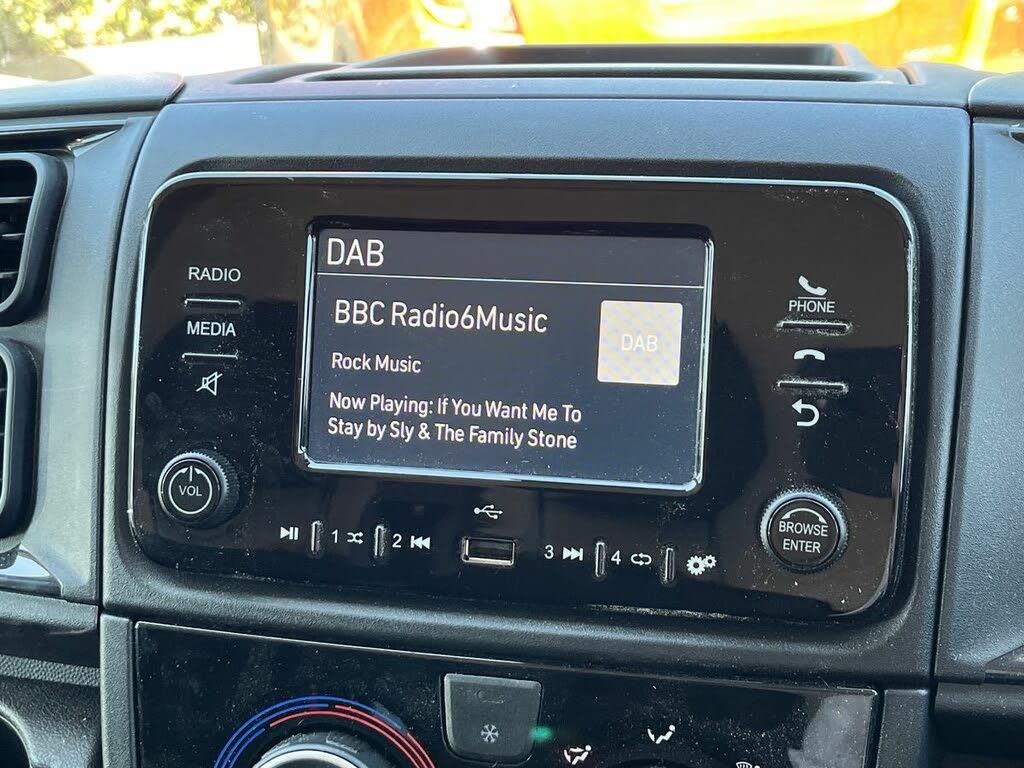 DAB
BBC Radio6Music
DAB
Rock Music
Now Playing: If You Want Me To
Stay by Sly & The Family Stone
RADIO
MEDIA
VOL
1
2
3
4
PHONE
BROWSE
ENTER